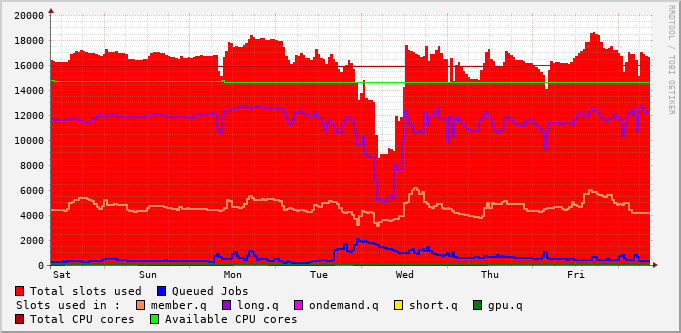 20000
18000
16000
14000
12000
10000
8000
6000
4000
2000
0
Sat Sun Mon Tue Wed Thu Fri
Total slots used Queued Jobs
Slots used in : member.q long.q ondemand.q short.q gpu.q
Total CPU cores Available CPU cores
RRDTOOL / TOBI OETIKER